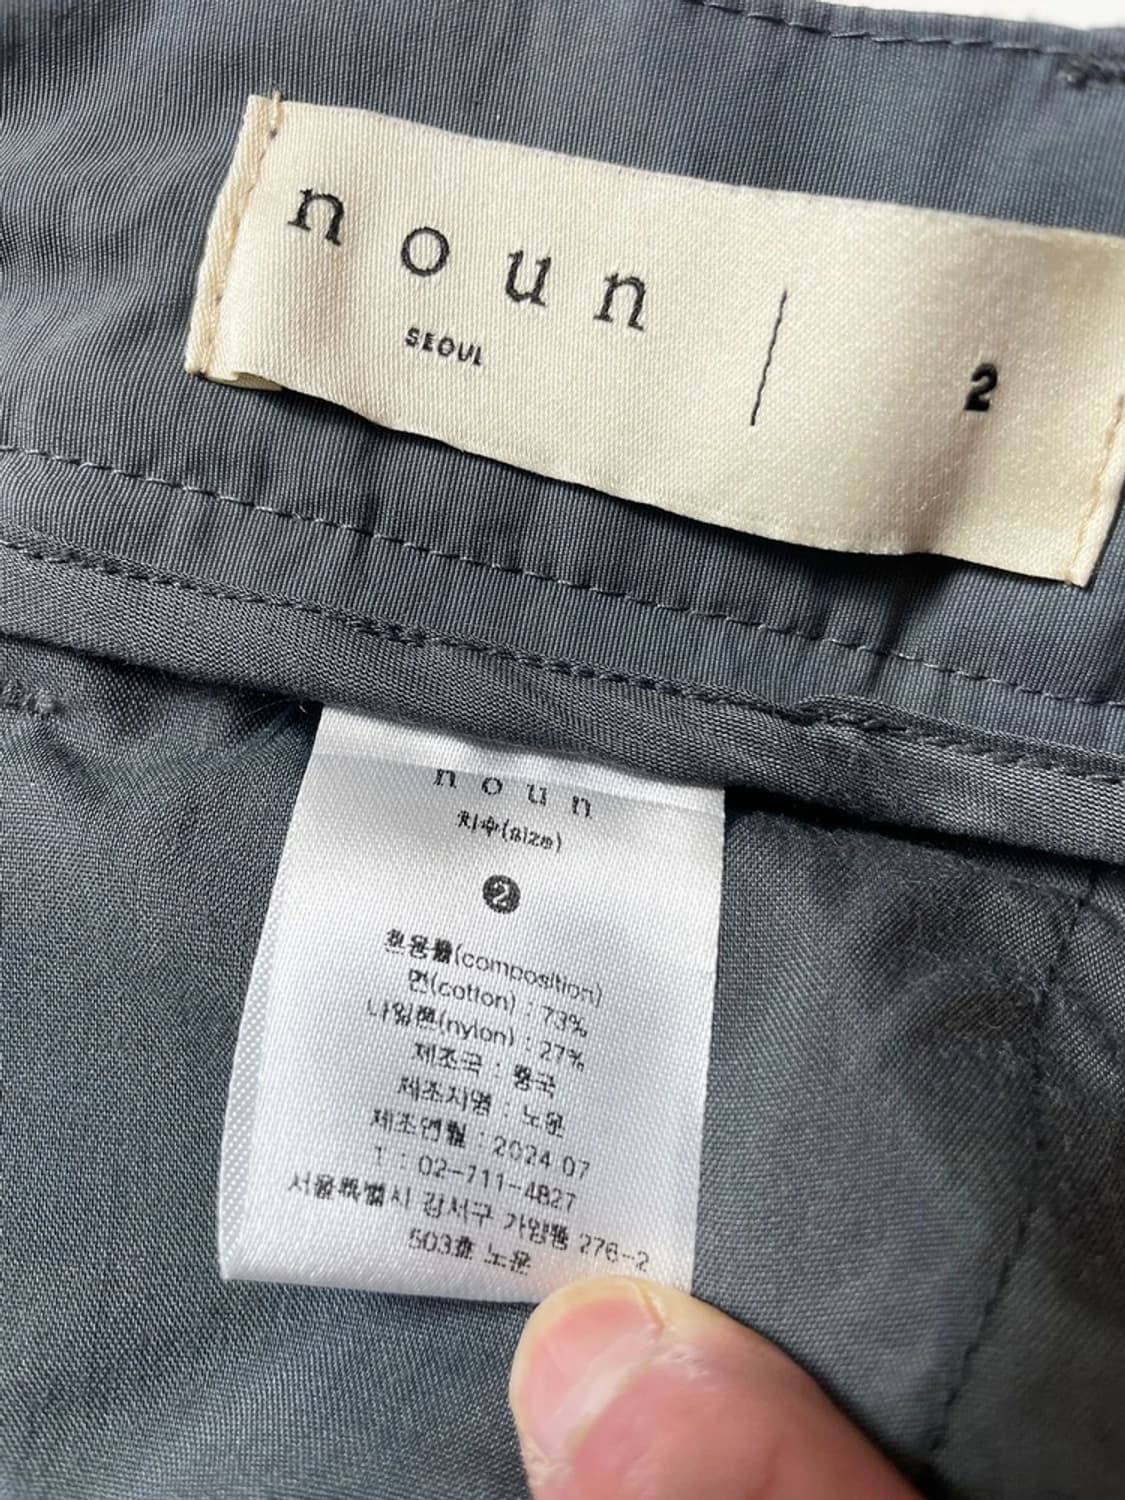 noun
SEOUL
2
noun
치수(size)
2
혼용률(composition)
면(cotton) : 73%
나일론(nylon) : 27%
제조국 : 중국
제조자명 : 노운
제조연월 : 2024.07
T : 02-711-4827
서울특별시 강서구 가양동 276-2
503호 노운